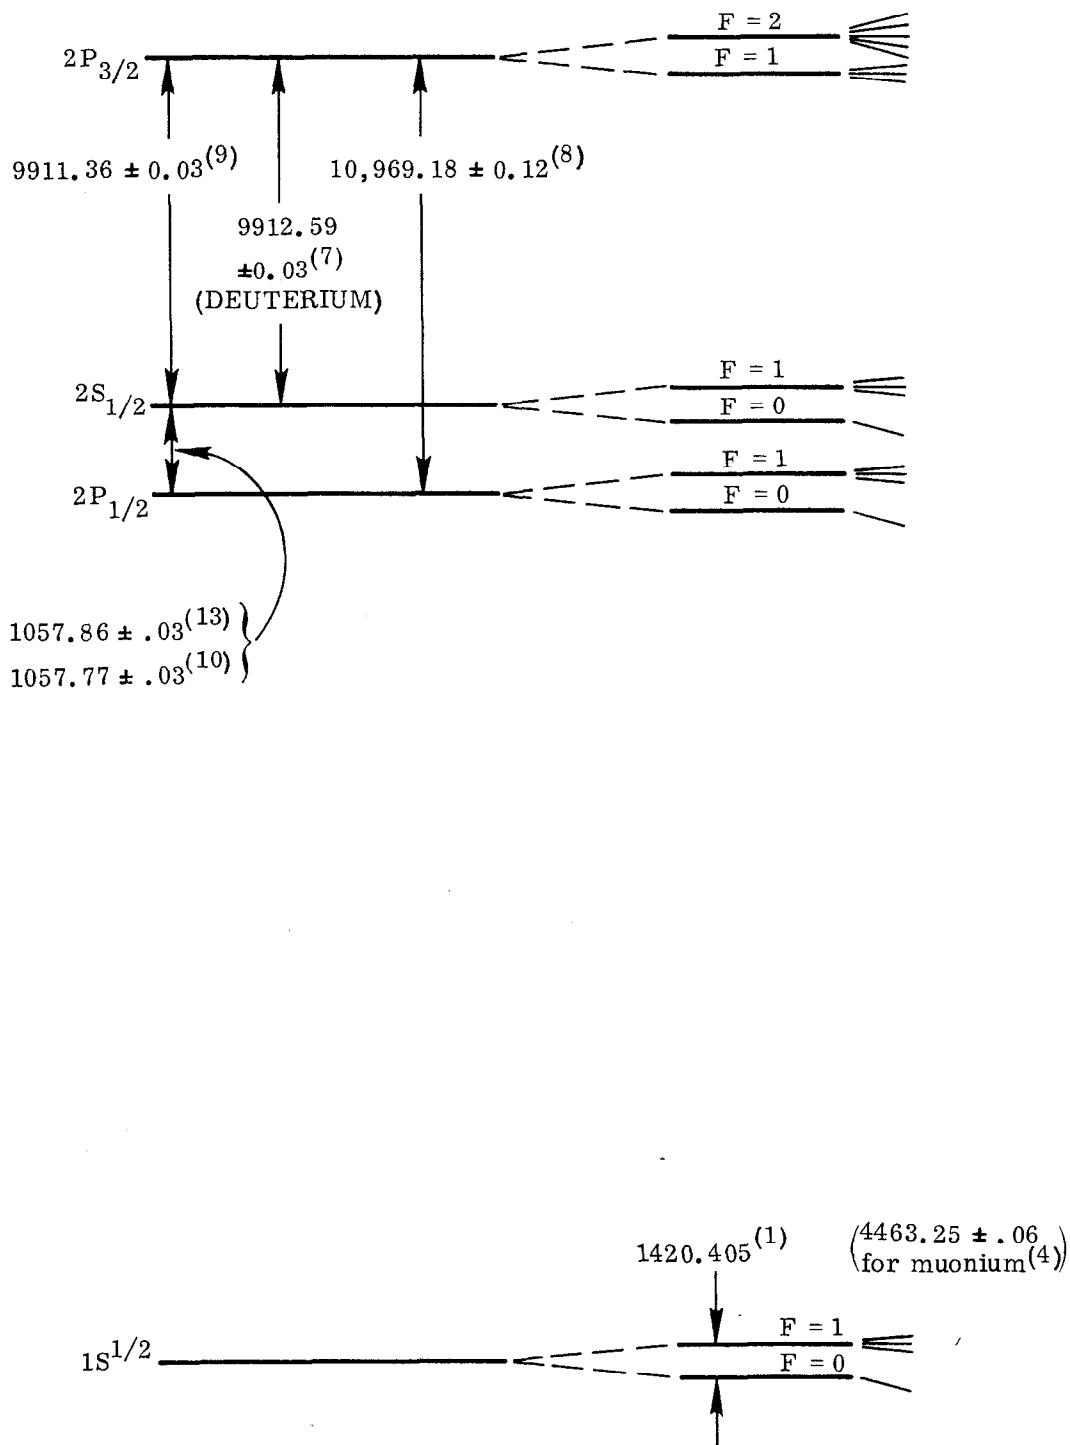 F = 2
2P3/2
F = 1
9911.36 ± 0.03(9)
10,969.18 ± 0.12(8)
9912.59
±0.03(7)
(DEUTERIUM)
F = 1
2S1/2
F = 0
F = 1
2P1/2
F = 0
1057.86 ± .03(13)
1057.77 ± .03(10)
1420.405(1)
(4463.25 ± .06
for muonium(4))
F = 1
1S1/2
F = 0